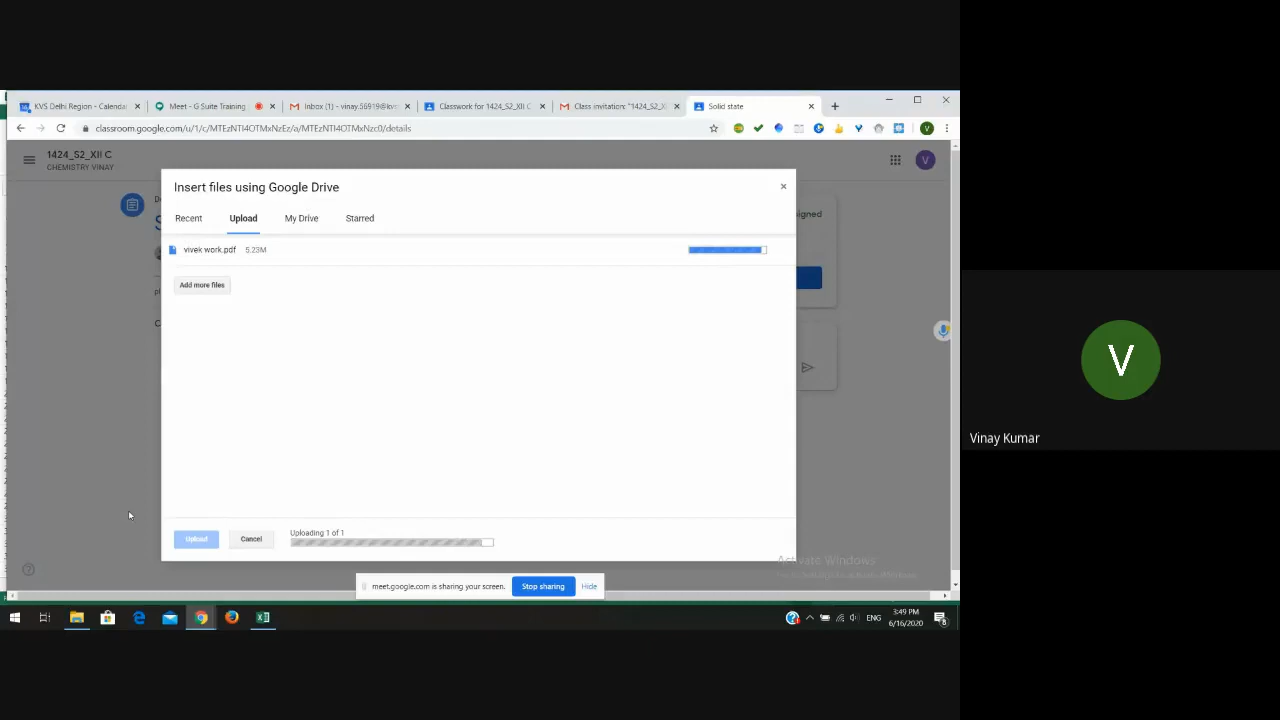 KVS Delhi Region - Calenda
Meet - G Suite Training
Inbox (1) - vinay.56919@kvs
Classwork for 1424_S2_XII C
Class invitation: "1424_S2_XI
Solid state
classroom.google.com/u/1/c/MTEzNTI4OTMxNzEz/a/MTEzNTI4OTMxNzc0/details
V
1424_S2_XII C
CHEMISTRY VINAY
V
Insert files using Google Drive
Recent
Upload
My Drive
Starred
signed
vivek work.pdf 5.23M
Add more files
Upload
Cancel
Uploading 1 of 1
Activate Windows
meet.google.com is sharing your screen.
Stop sharing
Hide
ENG
3:49 PM
6/16/2020
V
Vinay Kumar